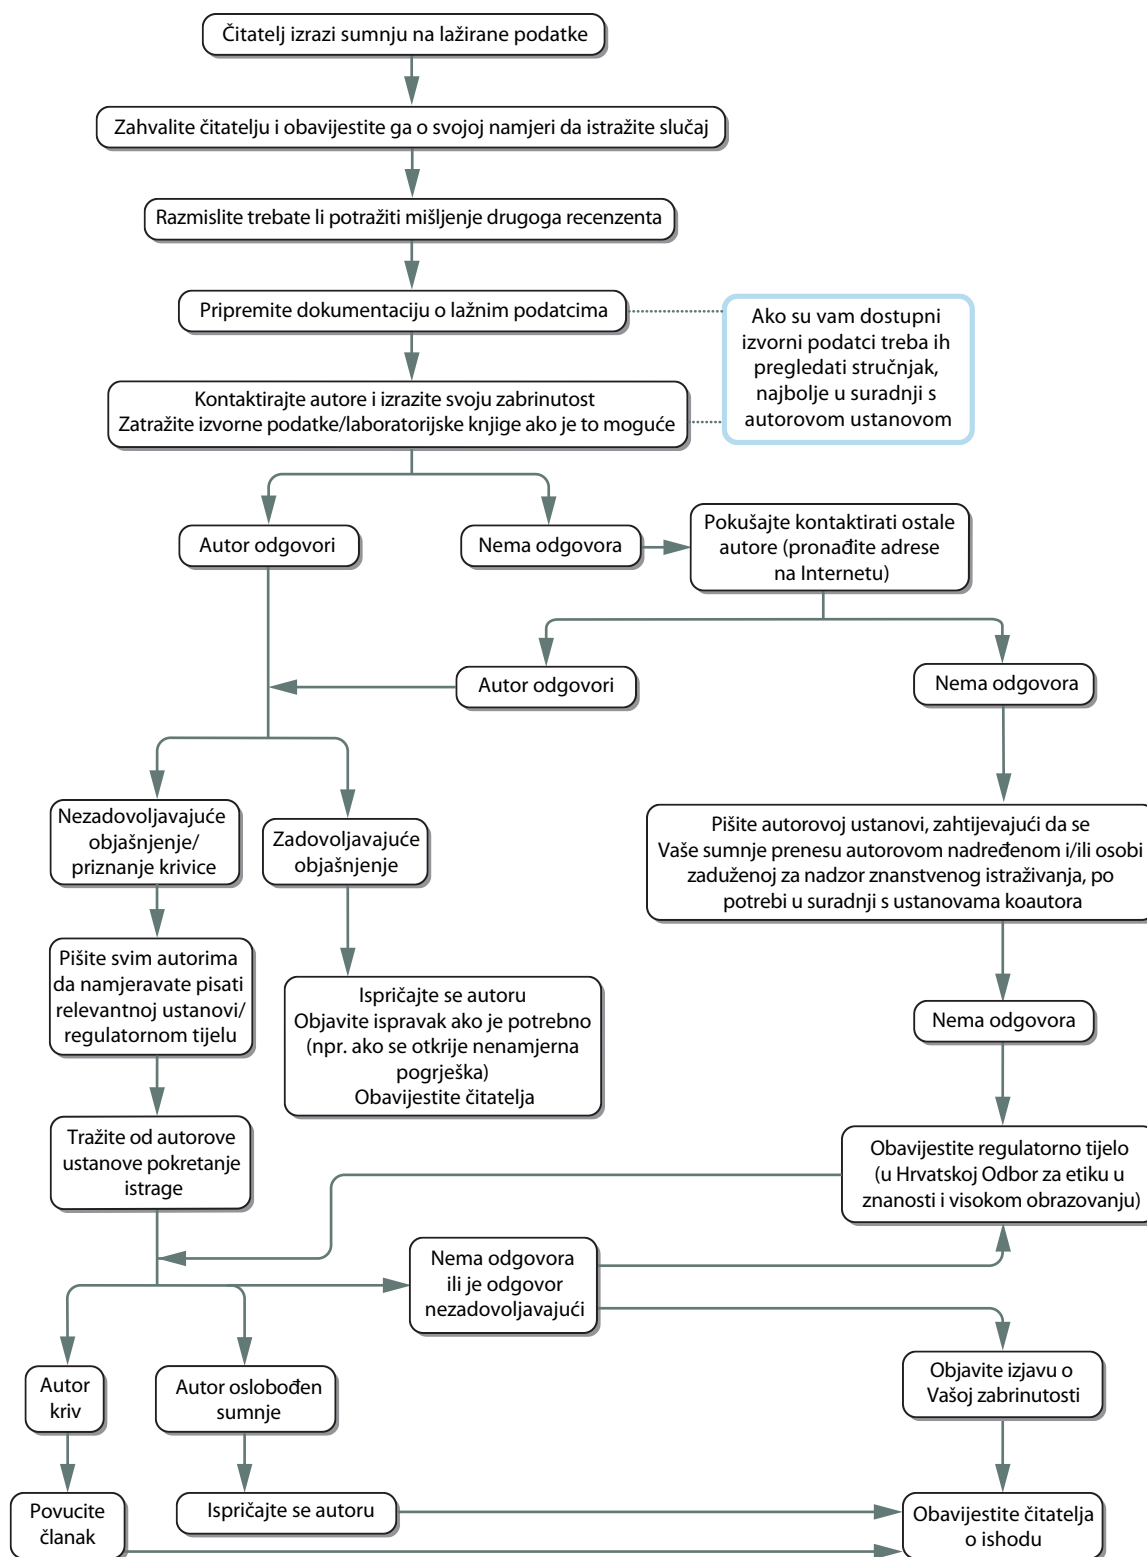 Čitatelj izrazi sumnju na lažirane podatke
Zahvalite čitatelju i obavijestite ga o svojoj namjeri da istražite slučaj
Razmislite trebate li potražiti mišljenje drugoga recenzenta
Pripremite dokumentaciju o lažnim podatcima
Ako su vam dostupni
izvorni podatci treba ih
pregledati stručnjak,
najbolje u suradnji s
autorovom ustanovom
Kontaktirajte autore i izrazite svoju zabrinutost
Zatražite izvorne podatke/laboratorijske knjige ako je to moguće
Autor odgovori
Nema odgovora
Pokušajte kontaktirati ostale
autore (pronađite adrese
na Internetu)
Autor odgovori
Nema odgovora
Nezadovoljavajuće
objašnjenje/
priznanje krivice
Zadovoljavajuće
objašnjenje
Pišite autorovoj ustanovi, zahtijevajući da se
Vaše sumnje prenesu autorovom nadređenom i/ili osobi
zaduženoj za nadzor znanstvenog istraživanja, po
potrebi u suradnji s ustanovama koautora
Pišite svim autorima
da namjeravate pisati
relevantnoj ustanovi/
regulatornom tijelu
Ispričajte se autoru
Objavite ispravak ako je potrebno
(npr. ako se otkrije nenamjerna
pogrješka)
Obavijestite čitatelja
Nema odgovora
Tražite od autorove
ustanove pokretanje
istrage
Obavijestite regulatorno tijelo
(u Hrvatskoj Odbor za etiku u
znanosti i visokom obrazovanju)
Nema odgovora
ili je odgovor
nezadovoljavajući
Autor
kriv
Autor oslobođen
sumnje
Objavite izjavu o
Vašoj zabrinutosti
Povucite
članak
Ispričajte se autoru
Obavijestite čitatelja
o ishodu